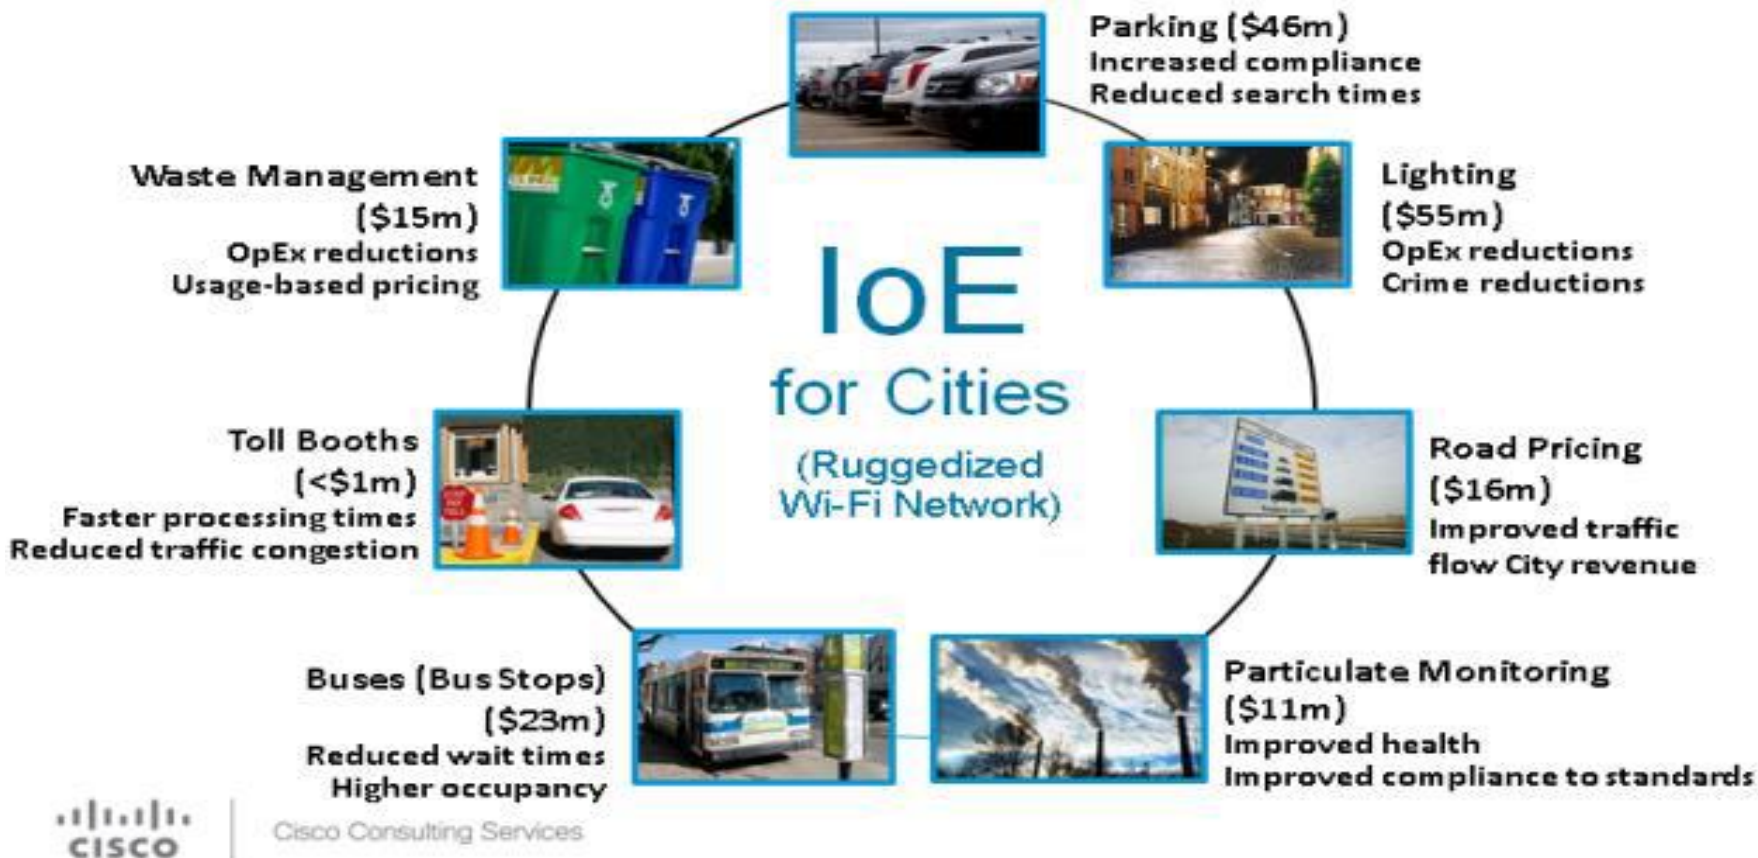 Parking ($46m)
Increased compliance
Reduced search times
Lighting
($55m)
OpEx reductions
Crime reductions
Road Pricing
($16m)
Improved traffic
flow City revenue
Particulate Monitoring
($11m)
Improved health
Improved compliance to standards
Buses (Bus Stops)
($23m)
Reduced wait times
Higher occupancy
Toll Booths
(<$1m)
Faster processing times
Reduced traffic congestion
Waste Management
($15m)
OpEx reductions
Usage-based pricing
IoE
for Cities
(Ruggedized
Wi-Fi Network)
CISCO
Cisco Consulting Services